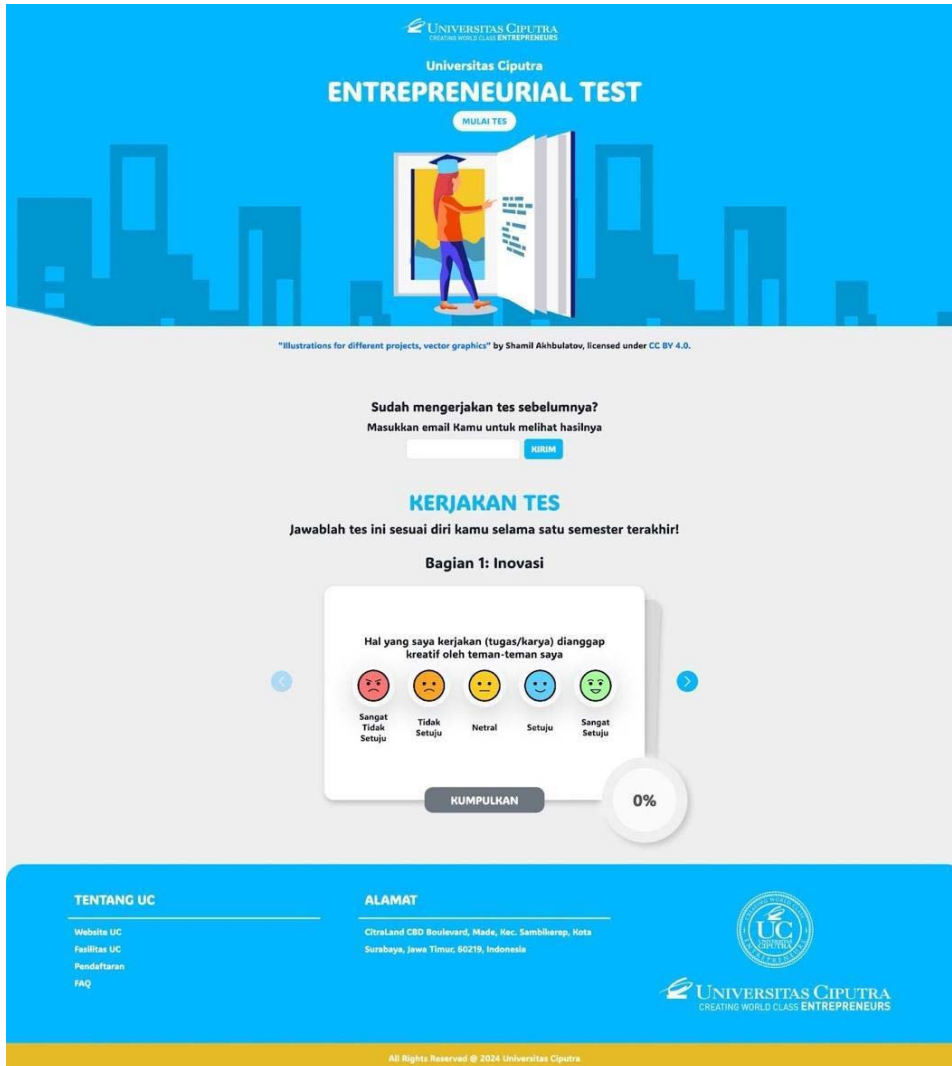 UNIVERSITAS CIPUTRA
CREATING WORLD CLASS ENTREPRENEURS
Universitas Ciputra
ENTREPRENEURIAL TEST
MULAI TES
"Illustrations for different projects, vector graphics" by Shamil Akhbulatov, licensed under CC BY 4.0.
Sudah mengerjakan tes sebelumnya?
Masukkan email Kamu untuk melihat hasilnya
KIRIM
KERJAKAN TES
Jawablah tes ini sesuai diri kamu selama satu semester terakhir!
Bagian 1: Inovasi
Hal yang saya kerjakan (tugas/karya) dianggap
kreatif oleh teman-teman saya
Sangat
Tidak
Setuju
Tidak
Setuju
Netral
Setuju
Sangat
Setuju
KUMPULKAN
0%
TENTANG UC
Website UC
Fasilitas UC
Pendaftaran
FAQ
ALAMAT
CitraLand CBD Boulevard, Made, Kec. Sambikerep, Kota
Surabaya, Jawa Timur, 60219, Indonesia
UC
UNIVERSITAS CIPUTRA
CREATING WORLD CLASS ENTREPRENEURS
All Rights Reserved @ 2024 Universitas Ciputra